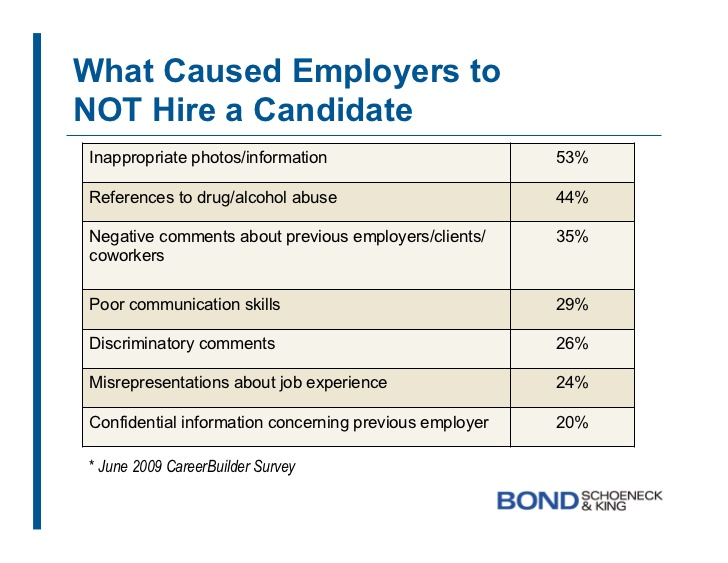 What Caused Employers to
NOT Hire a Candidate
Inappropriate photos/information 53%
References to drug/alcohol abuse 44%
Negative comments about previous employers/clients/ 35%
coworkers
Poor communication skills 29%
Discriminatory comments 26%
Misrepresentations about job experience 24%
Confidential information concerning previous employer 20%
* June 2009 CareerBuilder Survey
BOND SCHOENECK
& KING